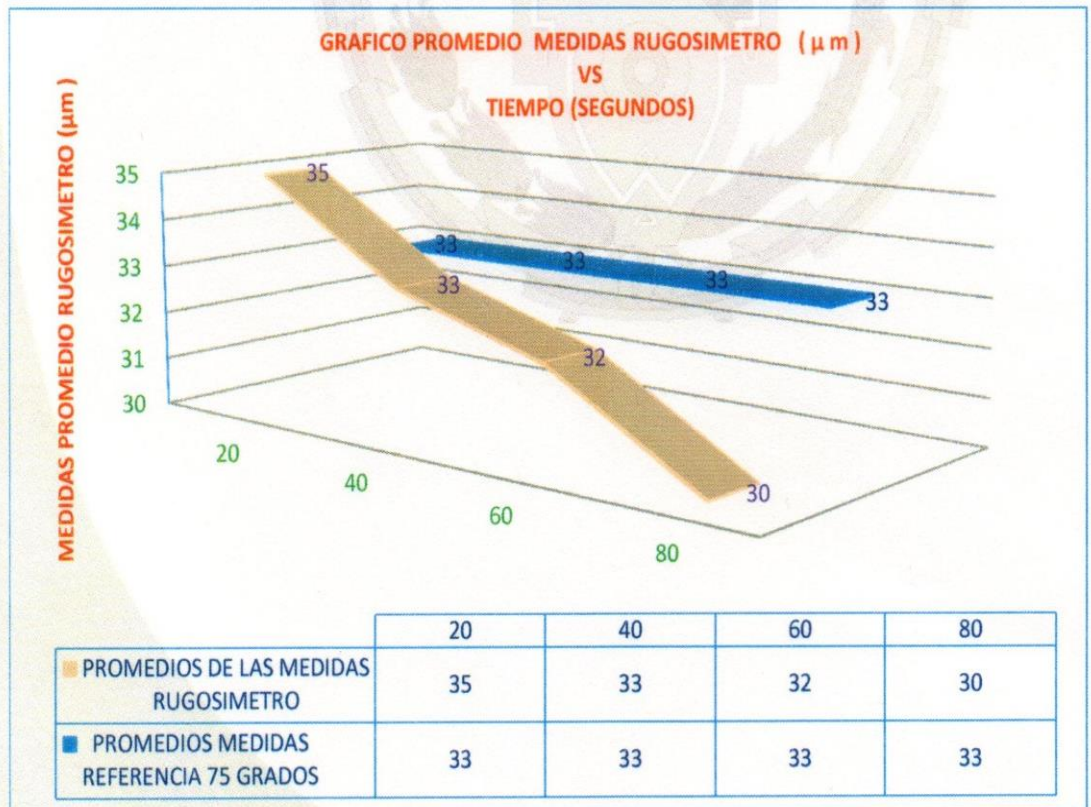 GRAFICO PROMEDIO MEDIDAS RUGOSIMETRO ( μ m )
VS
TIEMPO (SEGUNDOS)
MEDIDAS PROMEDIO RUGOSIMETRO (μm )
35
34
33
32
31
30
20
40
60
80
35
33
32
30
33
33
33
33
20 40 60 80
PROMEDIOS DE LAS MEDIDAS
RUGOSIMETRO
35 33 32 30
PROMEDIOS MEDIDAS
REFERENCIA 75 GRADOS
33 33 33 33